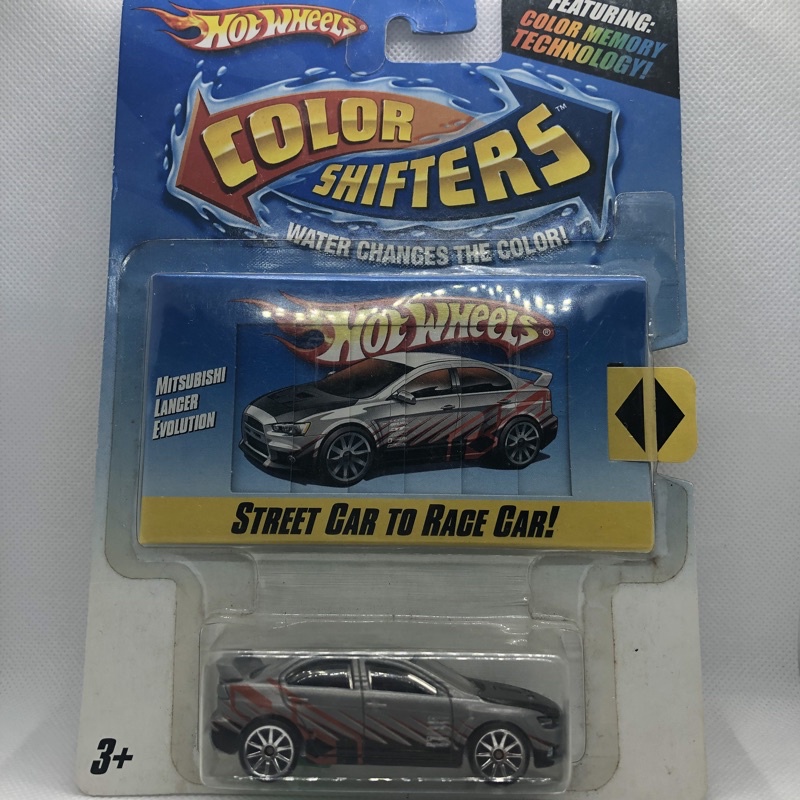 HOT WHEELS
FEATURING:
COLOR MEMORY
TECHNOLOGY!
COLOR
SHIFTERS™
WATER CHANGES THE COLOR!
HOT WHEELS®
MITSUBISHI
LANCER
EVOLUTION
STREET CAR TO RACE CAR!
3+